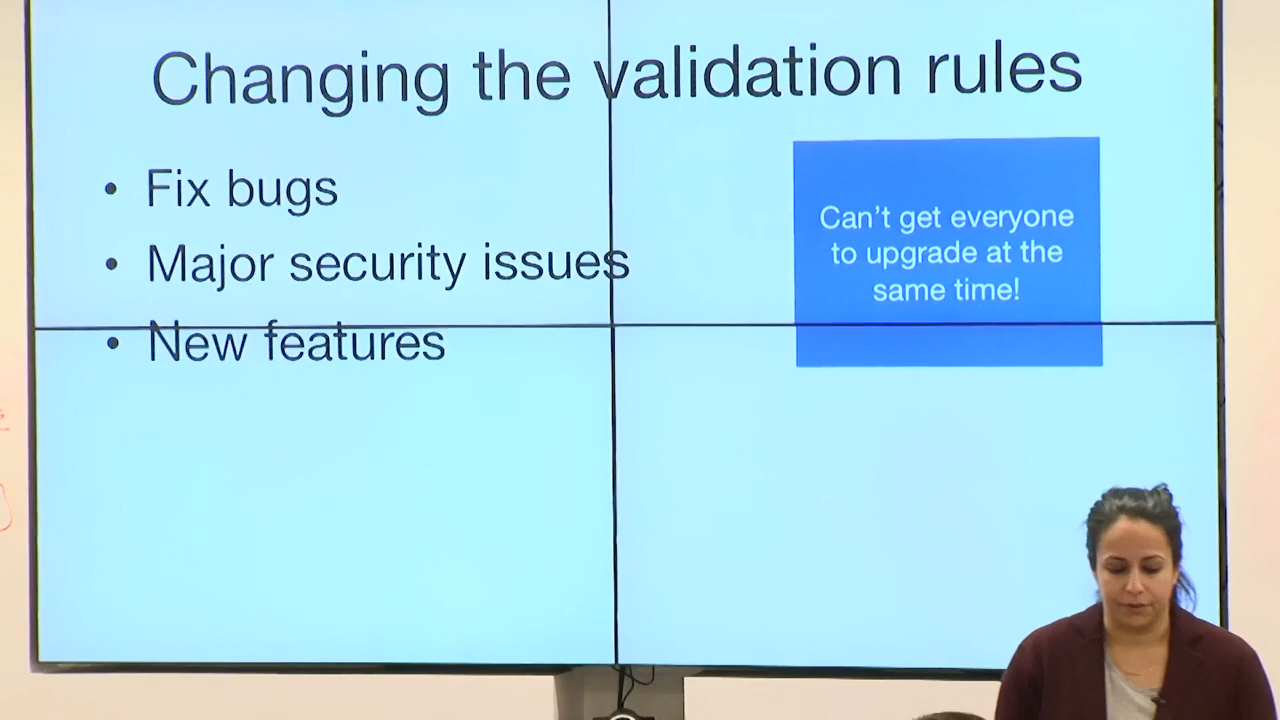 Changing the validation rules
• Fix bugs
• Major security issues
• New features
Can't get everyone
to upgrade at the
same time!